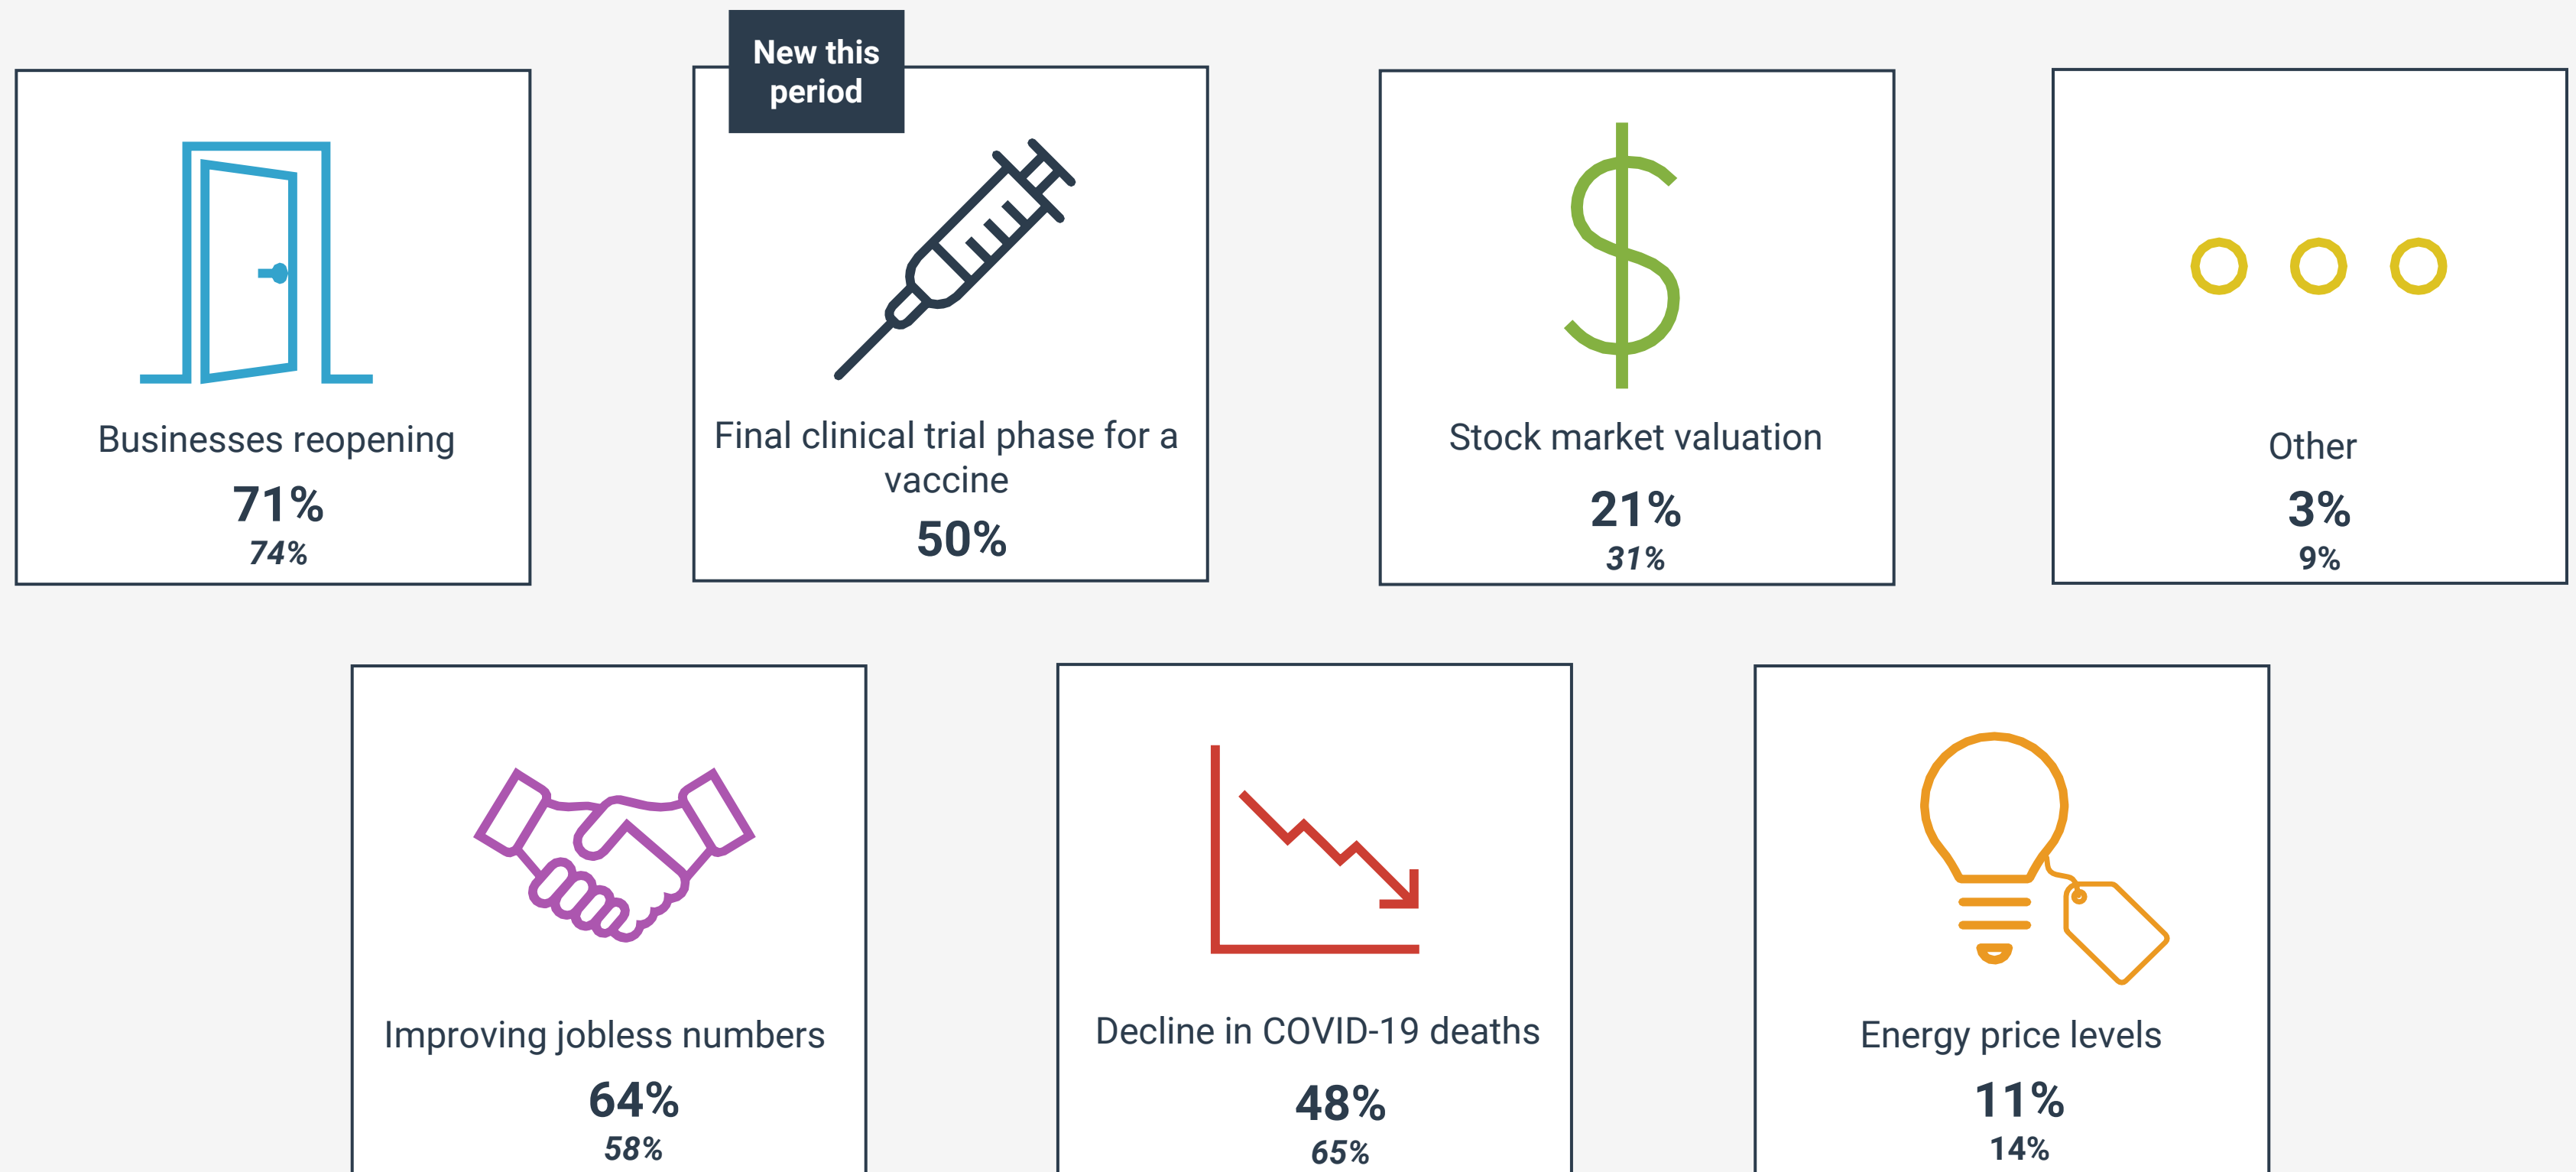 New this
period
Businesses reopening
71%
74%
Final clinical trial phase for a
vaccine
50%
Stock market valuation
21%
31%
Other
3%
9%
Improving jobless numbers
64%
58%
Decline in COVID-19 deaths
48%
65%
Energy price levels
11%
14%